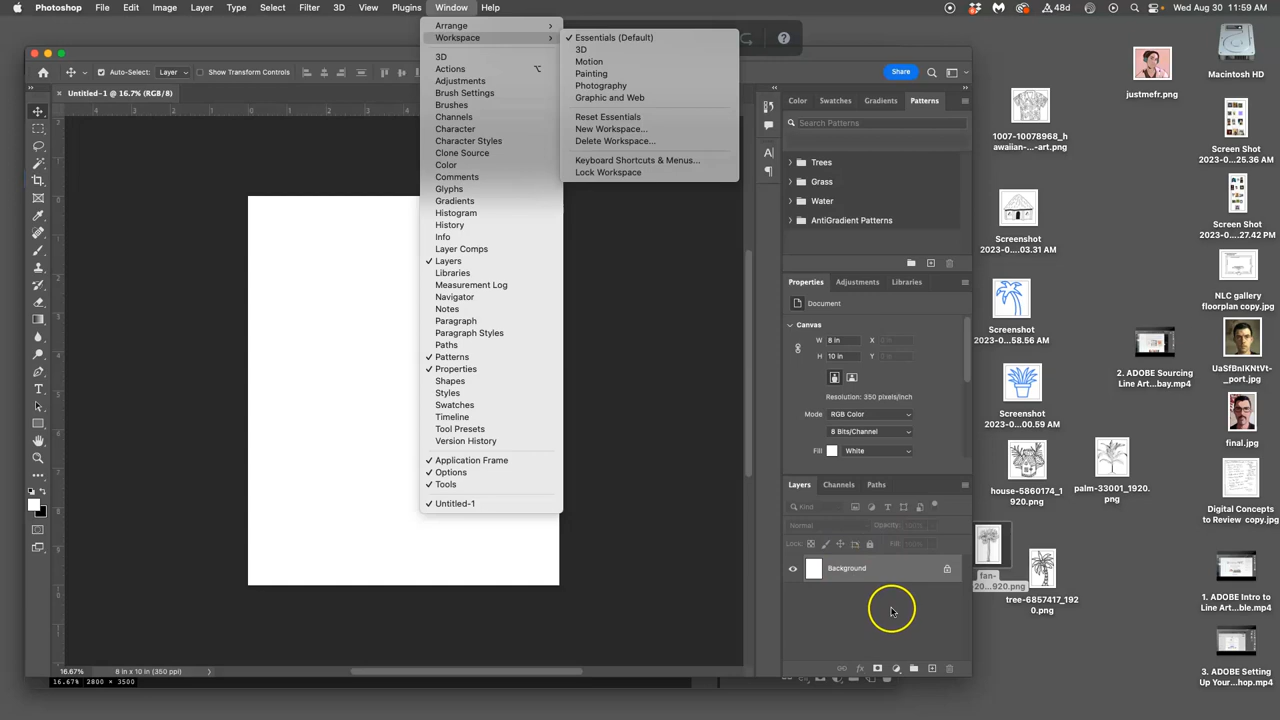 Photoshop File Edit Image Layer Type Select Filter 3D View Plugins Window Help
48d
Wed Aug 30 11:59 AM
Auto-Select: Layer Show Transform Controls
Share
Untitled-1 @ 16.7% (RGB/8)
Arrange
Workspace
3D
Actions
Adjustments
Brush Settings
Brushes
Channels
Character
Character Styles
Clone Source
Color
Comments
Glyphs
Gradients
Histogram
History
Info
Layer Comps
Layers
Libraries
Measurement Log
Navigator
Notes
Paragraph
Paragraph Styles
Paths
Patterns
Properties
Shapes
Styles
Swatches
Timeline
Tool Presets
Version History
Application Frame
Options
Tools
Untitled-1
Essentials (Default)
3D
Motion
Painting
Photography
Graphic and Web
Reset Essentials
New Workspace...
Delete Workspace...
Keyboard Shortcuts & Menus...
Lock Workspace
Color Swatches Gradients Patterns
Search Patterns
Trees
Grass
Water
AntiGradient Patterns
Properties Adjustments Libraries
Document
Canvas
W 8 in X
H 10 in Y
Resolution: 350 pixels/inch
Mode RGB Color
8 Bits/Channel
Fill White
Layers Channels Paths
Kind
Normal Opacity:
Lock: Fill:
Background
16.67% 8 in x 10 in (350 ppi)
16.67% 2800 × 3500
justmefr.png
Macintosh HD
1007-10078968_h
awaiian-...-art.png
Screen Shot
2023-0...25.36 AM
Screenshot
2023-0....03.31 AM
Screen Shot
2023-0...27.42 PM
Screenshot
2023-0...58.56 AM
NLC gallery
floorplan copy.jpg
2. ADOBE Sourcing
Line Art...bay.mp4
UaSfBnIKNtVt-
_port.jpg
Screenshot
2023-0....00.59 AM
final.jpg
house-5860174_1
920.png
palm-33001_1920.
png
Digital Concepts
to Review copy.jpg
fan-
20...920.png
tree-6857417_192
0.png
1. ADOBE Intro to
Line Art...ble.mp4
3. ADOBE Setting
Up Your...hop.mp4